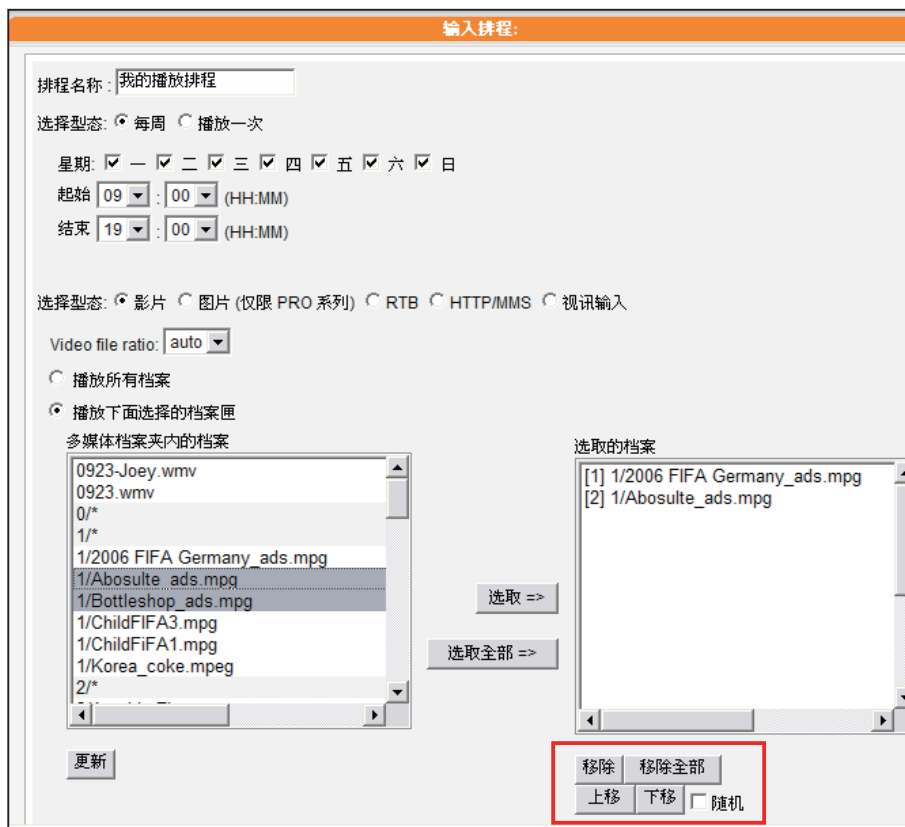 输入排程:
排程名称 : 我的播放排程
选择型态: 每周 播放一次
星期: 一 二 三 四 五 六 日
起始 09 : 00 (HH:MM)
结束 19 : 00 (HH:MM)
选择型态: 影片 图片 (仅限 PRO 系列) RTB HTTP/MMS 视讯输入
Video file ratio: auto
播放所有档案
播放下面选择的档案匣
多媒体档案夹内的档案
0923-Joey.wmv
0923.wmv
0/*
1/*
1/2006 FIFA Germany_ads.mpg
1/Abosulte_ads.mpg
1/Bottleshop_ads.mpg
1/ChildFIFA3.mpg
1/ChildFiFA1.mpg
1/Korea_coke.mpeg
2/*
更新
选取 =>
选取全部 =>
选取的档案
[1] 1/2006 FIFA Germany_ads.mpg
[2] 1/Abosulte_ads.mpg
移除 移除全部
上移 下移 随机